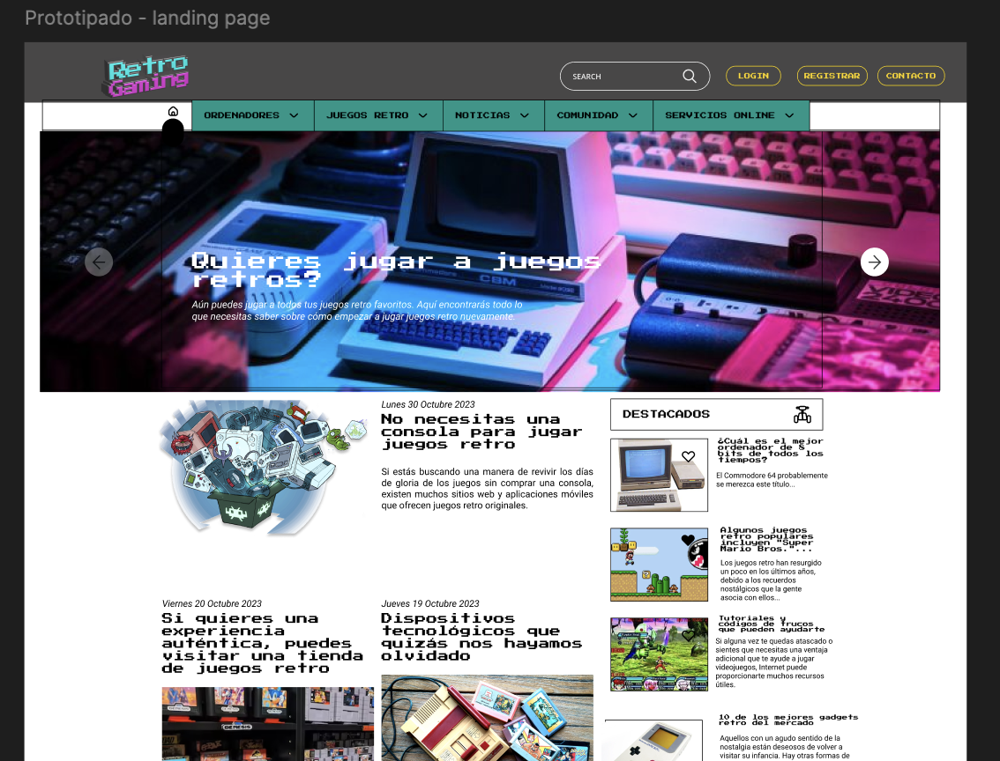 Prototipado - landing page
Retro
Gaming
SEARCH
LOGIN
REGISTRAR
CONTACTO
ORDENADORES
JUEGOS RETRO
NOTICIAS
COMUNIDAD
SERVICIOS ONLINE
CBM
VIDEO
Quieres jugar a juegos
retros?
Aún puedes jugar a todos tus juegos retro favoritos. Aquí encontrarás todo lo
que necesitas saber sobre cómo empezar a jugar juegos retro nuevamente.
Lunes 30 Octubre 2023
No necesitas una
consola para jugar
juegos retro
Si estás buscando una manera de revivir los días
de gloria de los juegos sin comprar una consola,
existen muchos sitios web y aplicaciones móviles
que ofrecen juegos retro originales.
Viernes 20 Octubre 2023
Si quieres una
experiencia
auténtica, puedes
visitar una tienda
de juegos retro
GENESIS
Jueves 19 Octubre 2023
Dispositivos
tecnológicos que
quizás nos hayamos
olvidado
DESTACADOS
¿Cuál es el mejor
ordenador de 8
bits de todos los
tiempos?
El Commodore 64 probablemente
se merezca este título...
Algunos juegos
retro populares
incluyen "Super
Mario Bros."...
Los juegos retro han resurgido
un poco en los últimos años,
debido a los recuerdos
nostálgicos que la gente
asocia con ellos...
Tutoriales y
códigos de trucos
que pueden ayudarte
Si alguna vez te quedas atascado o
sientes que necesitas una ventaja
adicional que te ayude a jugar
videojuegos, Internet puede
proporcionarte muchos recursos
útiles.
10 de los mejores gadgets
retro del mercado
Aquellos con un agudo sentido de la
nostalgia están deseosos de volver a
visitar su infancia. Hay otras formas de